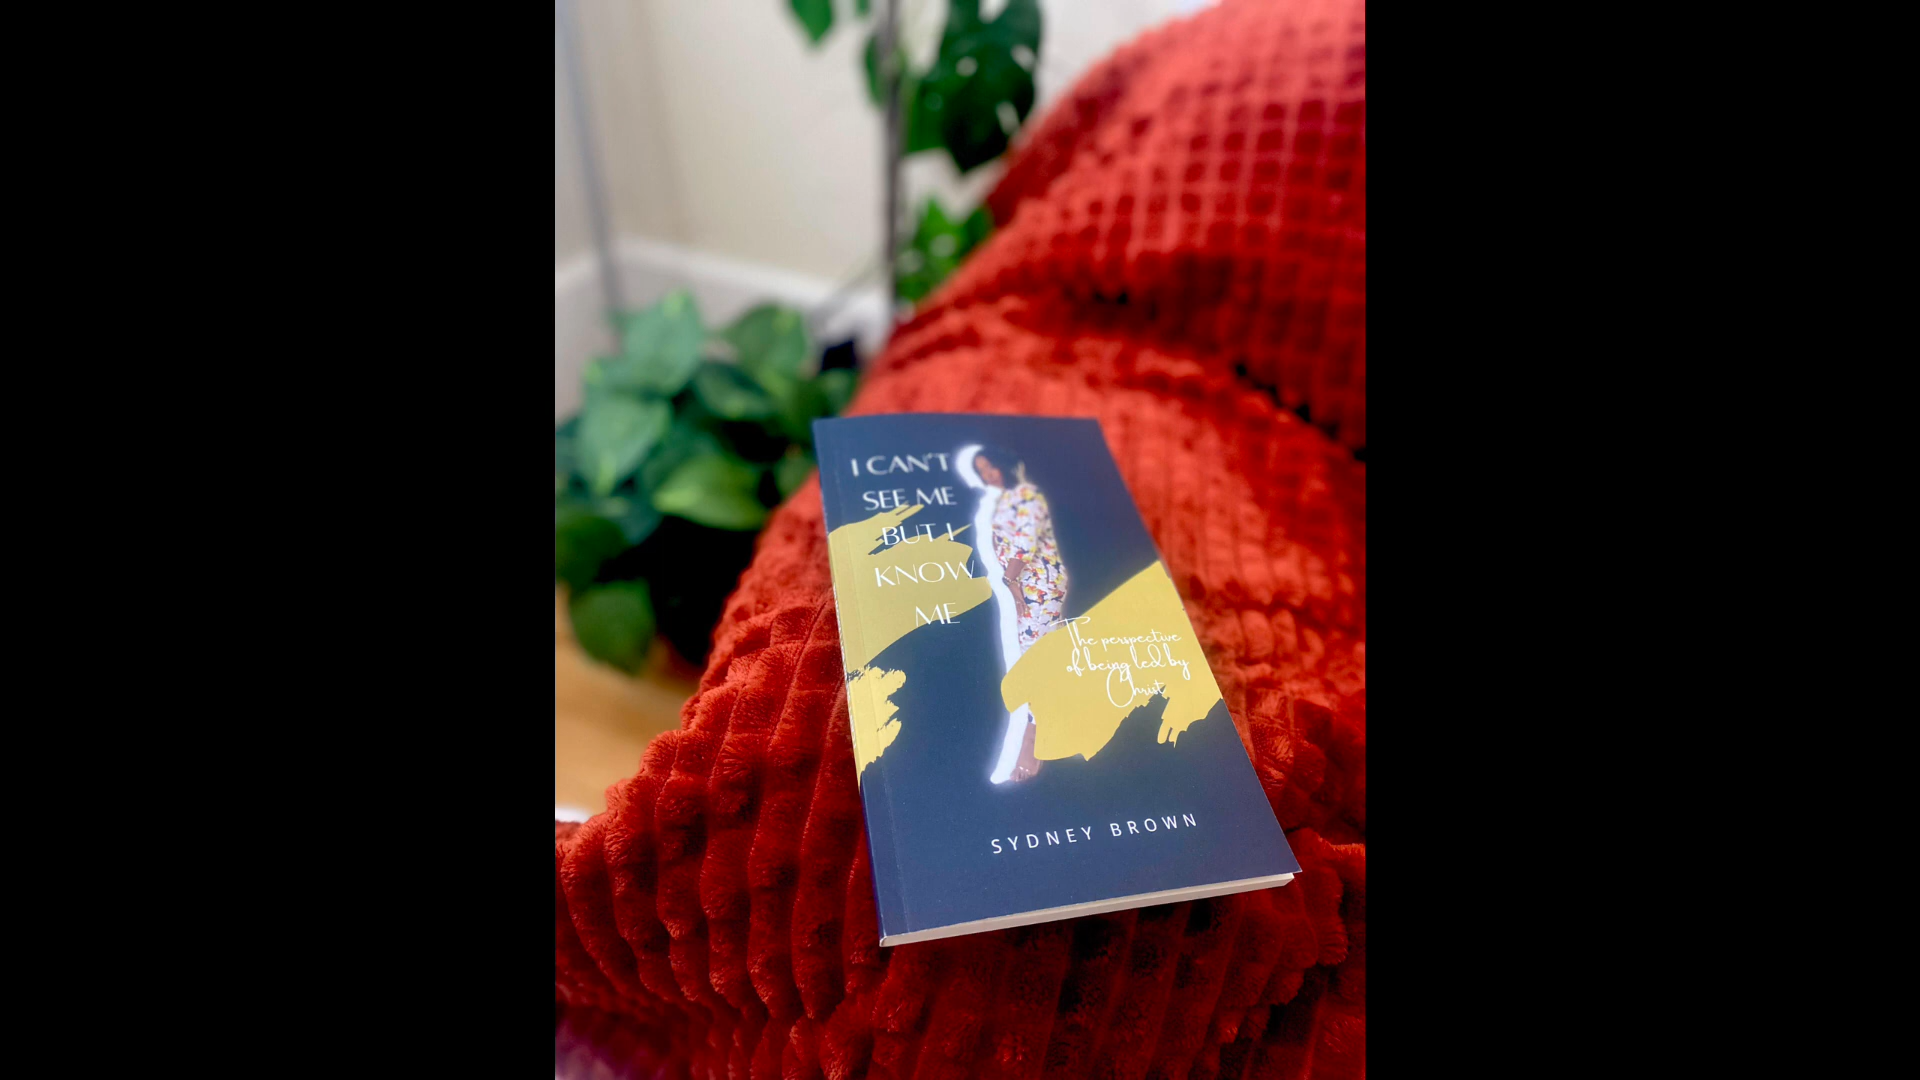 I CAN'T
SEE ME
BUT I
KNOW
ME
The perspective
of being led by
Christ
SYDNEY BROWN